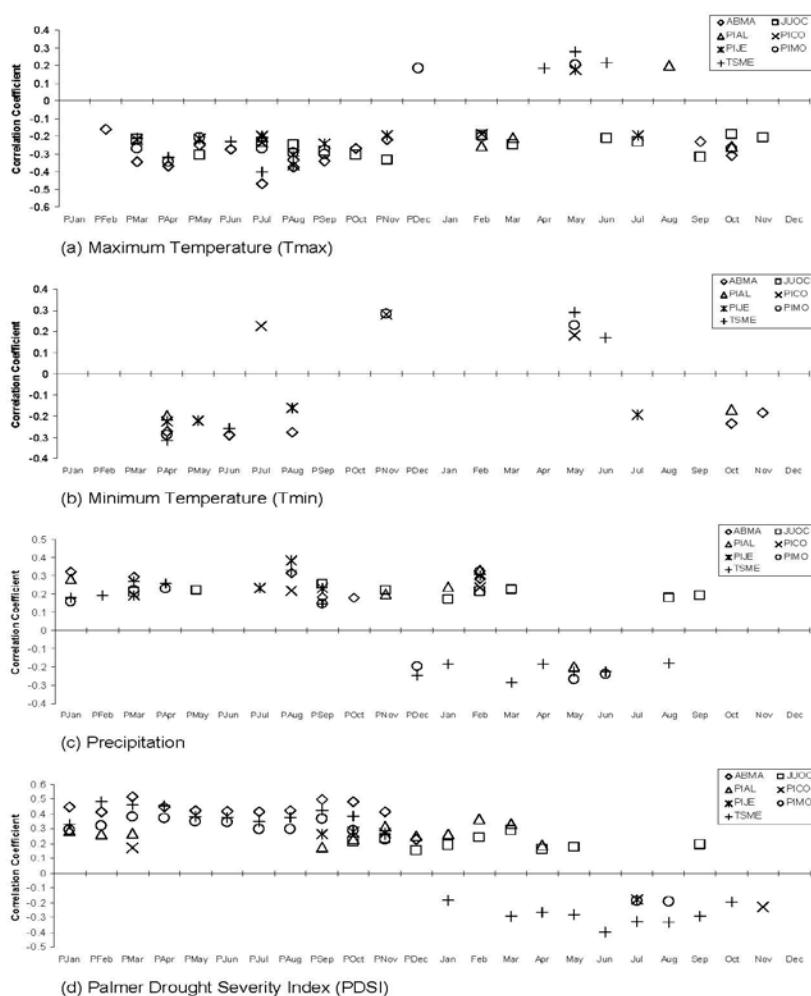 0.4
0.3
0.2
0.1
0
-0.1
-0.2
-0.3
-0.4
-0.5
-0.6
Correlation Coefficient
ABMA JUOC
PIAL PICO
PIJE PIMO
TSME
PJan PFeb PMar PApr PMay PJun PJul PAug PSep POct PNov PDec Jan Feb Mar Apr May Jun Jul Aug Sep Oct Nov Dec
(a) Maximum Temperature (Tmax)
0.4
0.3
0.2
0.1
0
-0.1
-0.2
-0.3
-0.4
Correlation Coefficient
ABMA JUOC
PIAL PICO
PIJE PIMO
TSME
PJan PFeb PMar PApr PMay PJun PJul PAug PSep POct PNov PDec Jan Feb Mar Apr May Jun Jul Aug Sep Oct Nov Dec
(b) Minimum Temperature (Tmin)
0.5
0.4
0.3
0.2
0.1
0
-0.1
-0.2
-0.3
-0.4
Correlation Coefficient
ABMA JUOC
PIAL PICO
PIJE PIMO
TSME
PJan PFeb PMar PApr PMay PJun PJul PAug PSep POct PNov PDec Jan Feb Mar Apr May Jun Jul Aug Sep Oct Nov Dec
(c) Precipitation
0.6
0.5
0.4
0.3
0.2
0.1
0
-0.1
-0.2
-0.3
-0.4
-0.5
Correlation Coefficient
ABMA JUOC
PIAL PICO
PIJE PIMO
TSME
PJan PFeb PMar PApr PMay PJun PJul PAug PSep POct PNov PDec Jan Feb Mar Apr May Jun Jul Aug Sep Oct Nov Dec
(d) Palmer Drought Severity Index (PDSI)